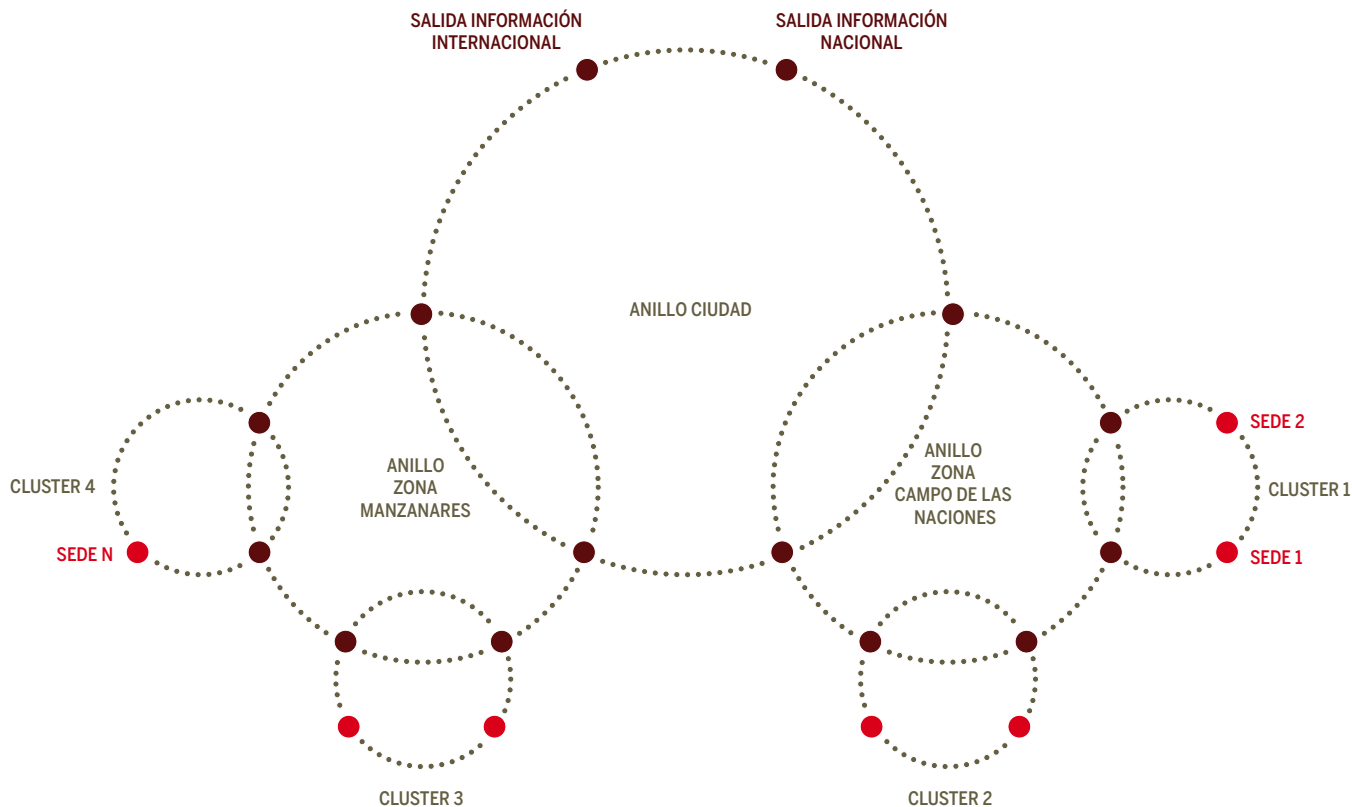 SALIDA INFORMACIÓN
INTERNACIONAL
SALIDA INFORMACIÓN
NACIONAL
ANILLO CIUDAD
ANILLO
ZONA
MANZANARES
ANILLO
ZONA
CAMPO DE LAS
NACIONES
SEDE 2
CLUSTER 4
CLUSTER 1
SEDE N
SEDE 1
CLUSTER 3
CLUSTER 2